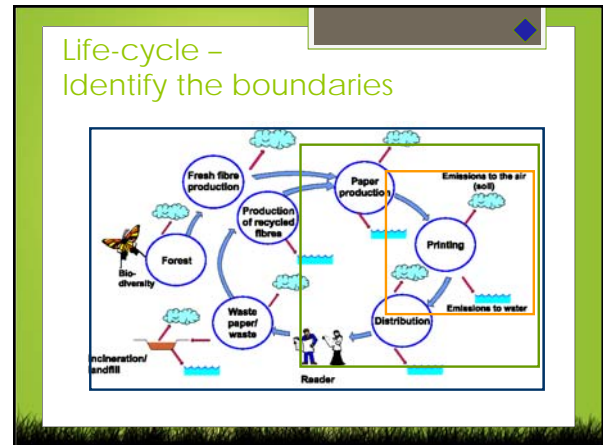 Life-cycle –
Identify the boundaries
Fresh fibre
production
Paper
production
Emissions to the air
(soil)
Production
of recycled
fibres
Printing
Forest
Bio-
diversity
Waste
paper/
waste
Distribution
Emissions to water
Incineration/
landfill
Reader